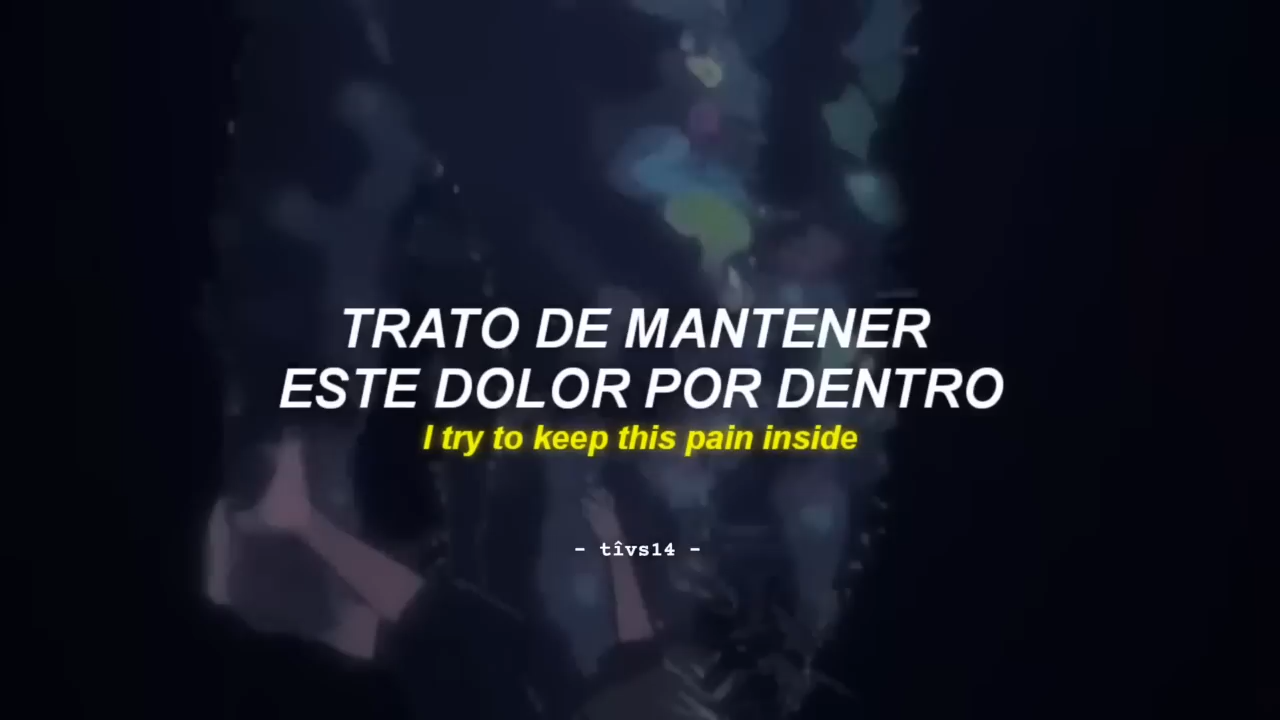 TRATO DE MANTENER
ESTE DOLOR POR DENTRO
I try to keep this pain inside
- tîvs14 -